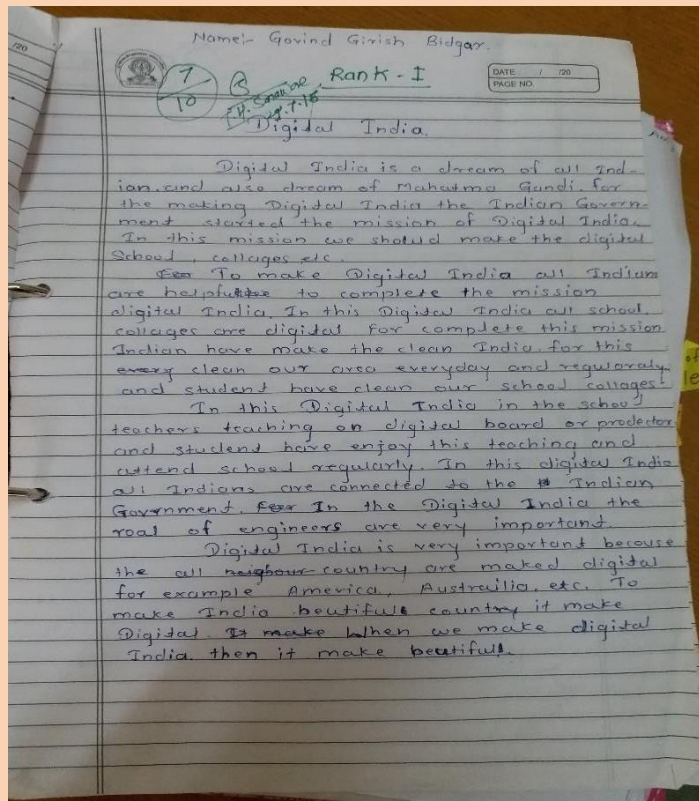 /20
Name:- Govind Girish Bidgar.
7
10
Rank - I
DATE / /20
PAGE NO.
Digital India.
Digital India is a dream of all Ind-
ian. and also dream of Mahatma Gandi. for
the making Digital India the Indian Govern-
ment started the mission of Digital India.
In this mission we should make the digital
School, collages etc.
To make Digital India all Indians
are helpful to complete the mission
digital India. In this Digital India all school,
collages are digital for complete this mission
Indian have make the clean India. for this
every clean our area everyday and regularaly
and student have clean our school collages.
In this Digital India in the school
teachers teaching on digital board or prodector
and student have enjoy this teaching and
attend school regularly. In this digital India
all Indians are connected to the Indian
Government. In the Digital India the
roal of engineers are very important.
Digital India is very important becouse
the all neighour country are maked digital
for example America, Austrailia, etc. To
make India beutifull country it make
Digital. It make When we make digital
India. then it make beutifull.